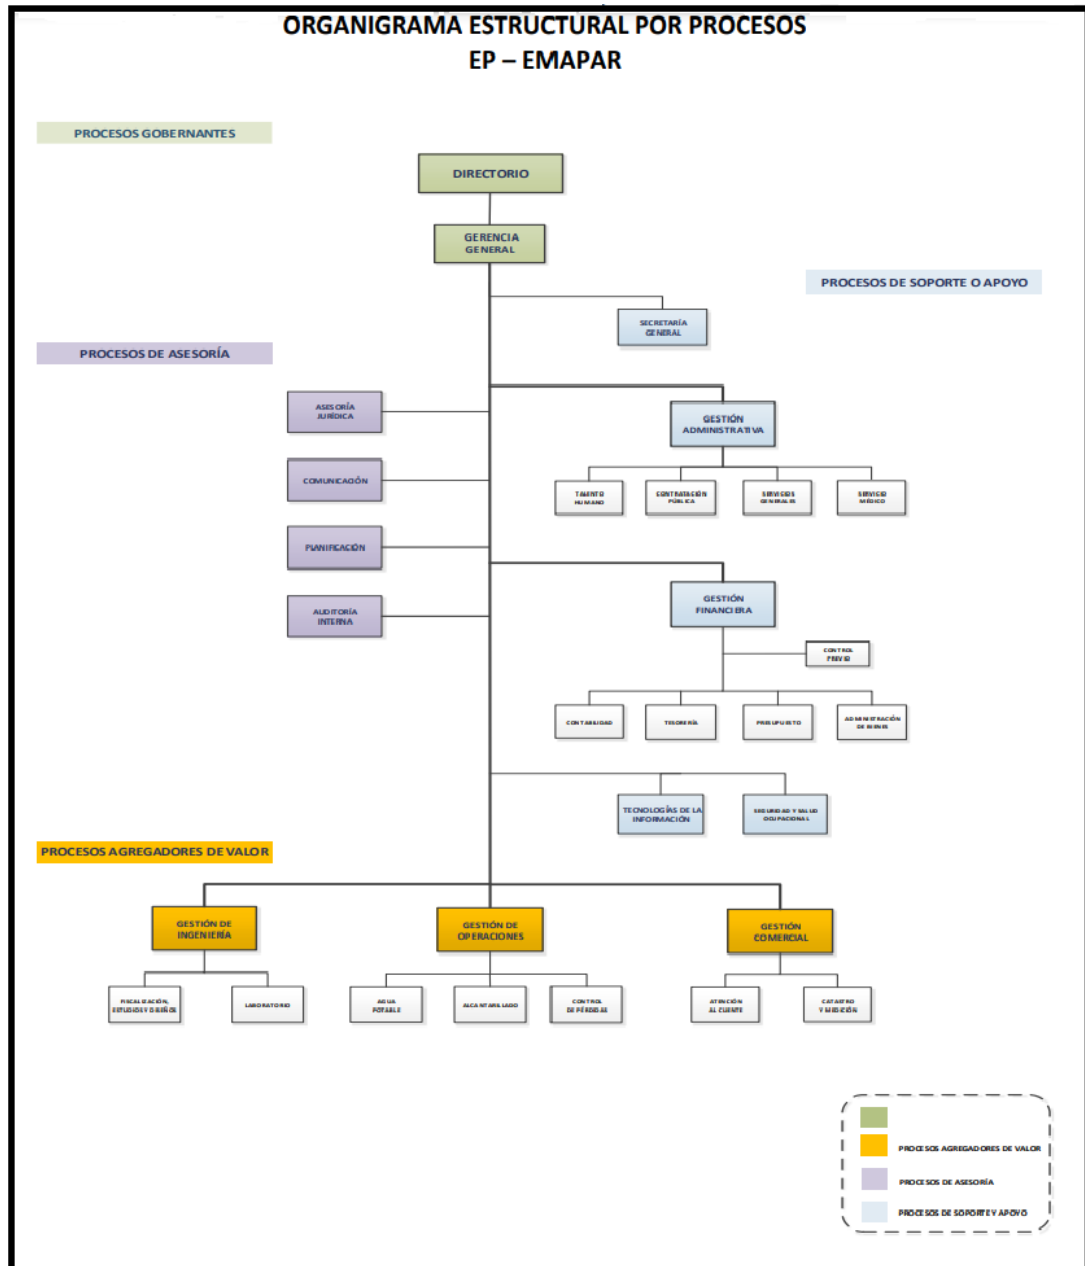 ORGANIGRAMA ESTRUCTURAL POR PROCESOS
EP – EMAPAR
PROCESOS GOBERNANTES
DIRECTORIO
GERENCIA
GENERAL
PROCESOS DE SOPORTE O APOYO
SECRETARÍA
GENERAL
PROCESOS DE ASESORÍA
ASESORÍA
JURÍDICA
GESTIÓN
ADMINISTRATIVA
COMUNICACIÓN
TALENTO
HUMANO
CONTRATACIÓN
PÚBLICA
SERVICIOS
GENERALES
SERVICIO
MÉDICO
PLANIFICACIÓN
GESTIÓN
FINANCIERA
AUDITORÍA
INTERNA
CONTROL
PREVIO
CONTABILIDAD
TESORERÍA
PRESUPUESTO
ADMINISTRACIÓN
DE BIENES
TECNOLOGÍAS DE LA
INFORMACIÓN
SEGURIDAD Y SALUD
OCUPACIONAL
PROCESOS AGREGADORES DE VALOR
GESTIÓN DE
INGENIERÍA
GESTIÓN DE
OPERACIONES
GESTIÓN
COMERCIAL
FISCALIZACIÓN,
ESTUDIOS Y DISEÑOS
LABORATORIO
AGUA
POTABLE
ALCANTARILLADO
CONTROL
DE PÉRDIDAS
ATENCIÓN
AL CLIENTE
CATASTRO
Y MEDICIÓN
PROCESOS AGREGADORES DE VALOR
PROCESOS DE ASESORÍA
PROCESOS DE SOPORTE Y APOYO